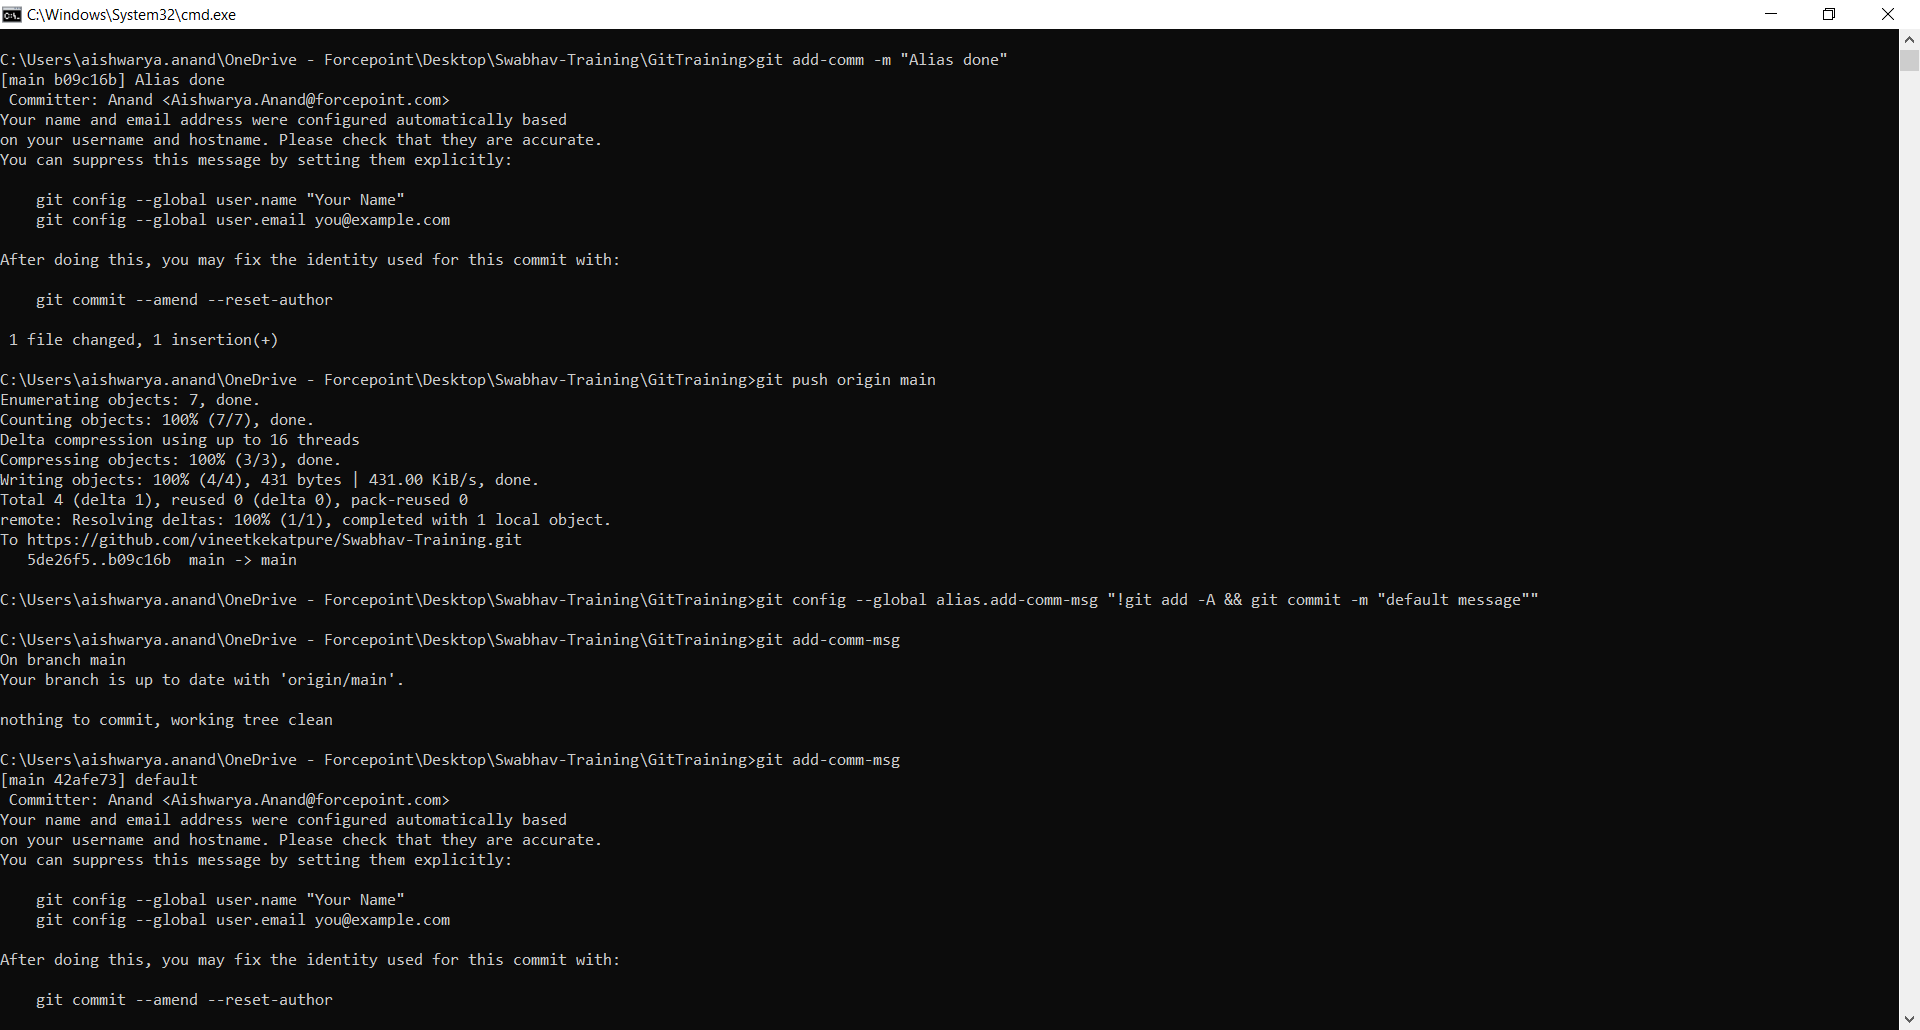 C:\Windows\System32\cmd.exe
C:\Users\aishwarya.anand\OneDrive - Forcepoint\Desktop\Swabhav-Training\GitTraining>git add-comm -m "Alias done"
[main b09c16b] Alias done
 Committer: Anand <Aishwarya.Anand@forcepoint.com>
Your name and email address were configured automatically based
on your username and hostname. Please check that they are accurate.
You can suppress this message by setting them explicitly:
    git config --global user.name "Your Name"
    git config --global user.email you@example.com
After doing this, you may fix the identity used for this commit with:
    git commit --amend --reset-author
 1 file changed, 1 insertion(+)
C:\Users\aishwarya.anand\OneDrive - Forcepoint\Desktop\Swabhav-Training\GitTraining>git push origin main
Enumerating objects: 7, done.
Counting objects: 100% (7/7), done.
Delta compression using up to 16 threads
Compressing objects: 100% (3/3), done.
Writing objects: 100% (4/4), 431 bytes | 431.00 KiB/s, done.
Total 4 (delta 1), reused 0 (delta 0), pack-reused 0
remote: Resolving deltas: 100% (1/1), completed with 1 local object.
To https://github.com/vineetkekatpure/Swabhav-Training.git
   5de26f5..b09c16b  main -> main
C:\Users\aishwarya.anand\OneDrive - Forcepoint\Desktop\Swabhav-Training\GitTraining>git config --global alias.add-comm-msg "!git add -A && git commit -m "default message""
C:\Users\aishwarya.anand\OneDrive - Forcepoint\Desktop\Swabhav-Training\GitTraining>git add-comm-msg
On branch main
Your branch is up to date with 'origin/main'.
nothing to commit, working tree clean
C:\Users\aishwarya.anand\OneDrive - Forcepoint\Desktop\Swabhav-Training\GitTraining>git add-comm-msg
[main 42afe73] default
 Committer: Anand <Aishwarya.Anand@forcepoint.com>
Your name and email address were configured automatically based
on your username and hostname. Please check that they are accurate.
You can suppress this message by setting them explicitly:
    git config --global user.name "Your Name"
    git config --global user.email you@example.com
After doing this, you may fix the identity used for this commit with:
    git commit --amend --reset-author